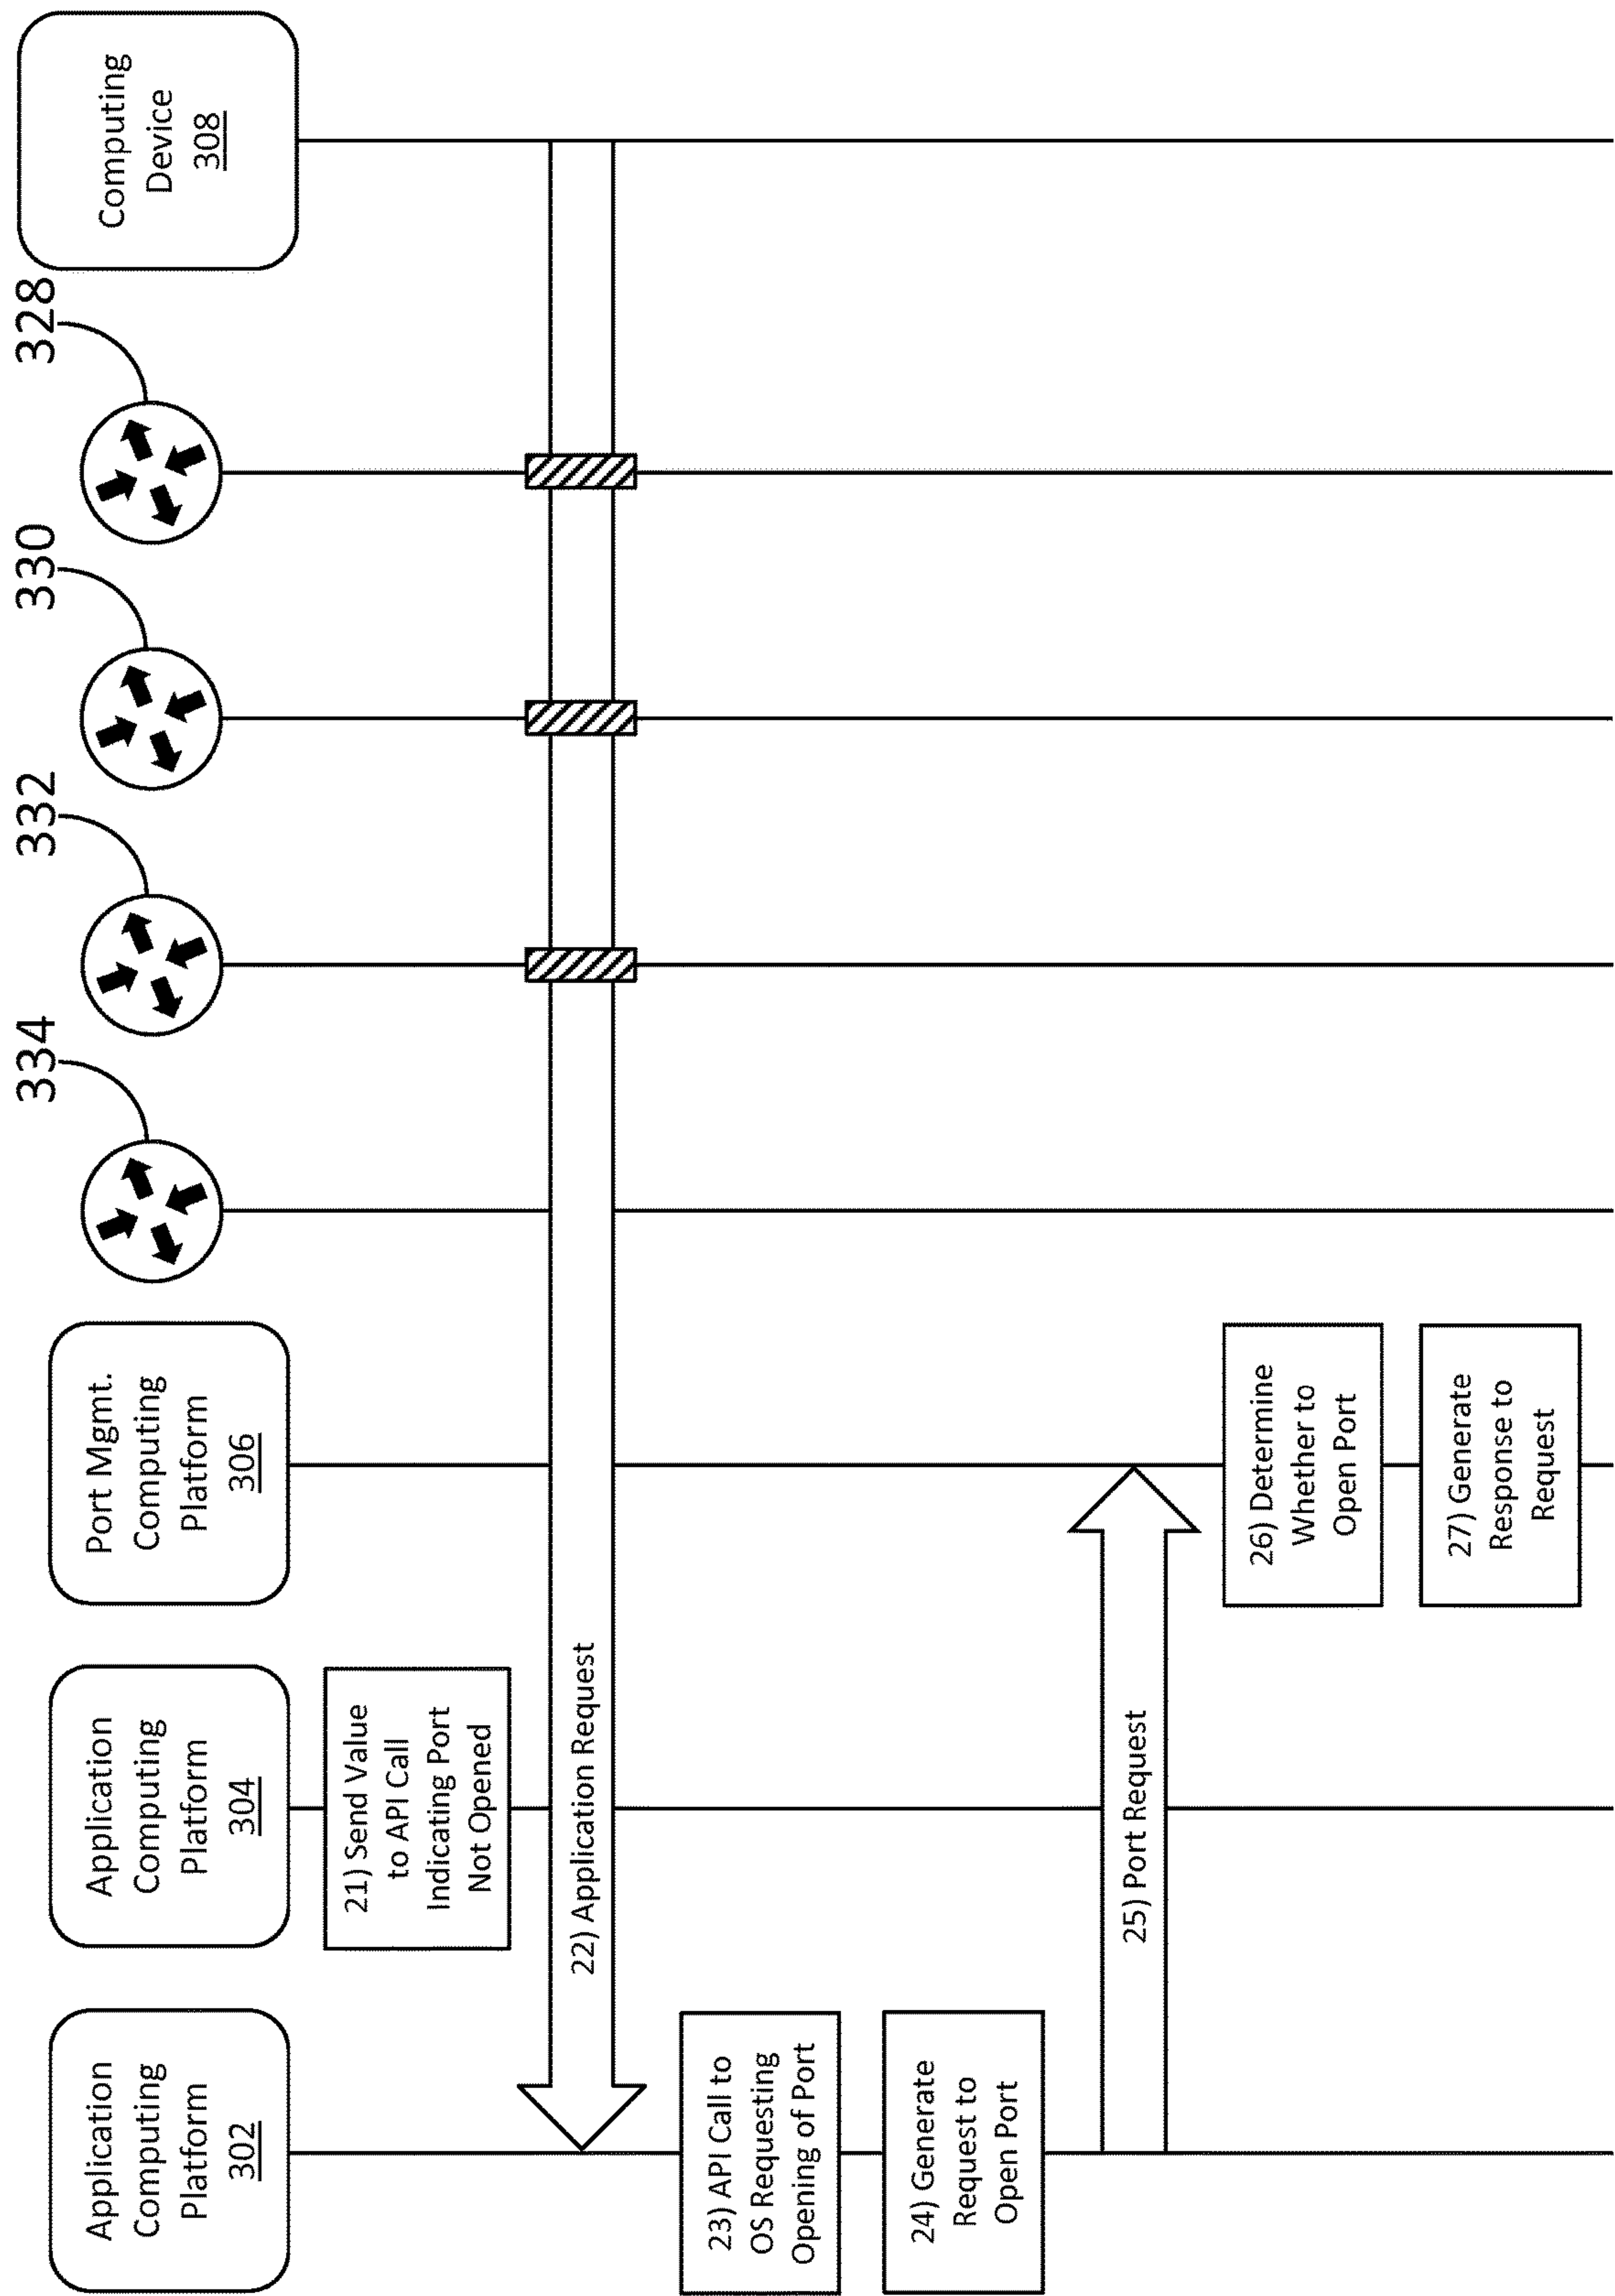 Application
Computing
Platform
302
Application
Computing
Platform
304
Port Mgmt.
Computing
Platform
306
334
332
330
328
Computing
Device
308
21) Send Value
to API Call
Indicating Port
Not Opened
22) Application Request
23) API Call to
OS Requesting
Opening of Port
24) Generate
Request to
Open Port
25) Port Request
26) Determine
Whether to
Open Port
27) Generate
Response to
Request